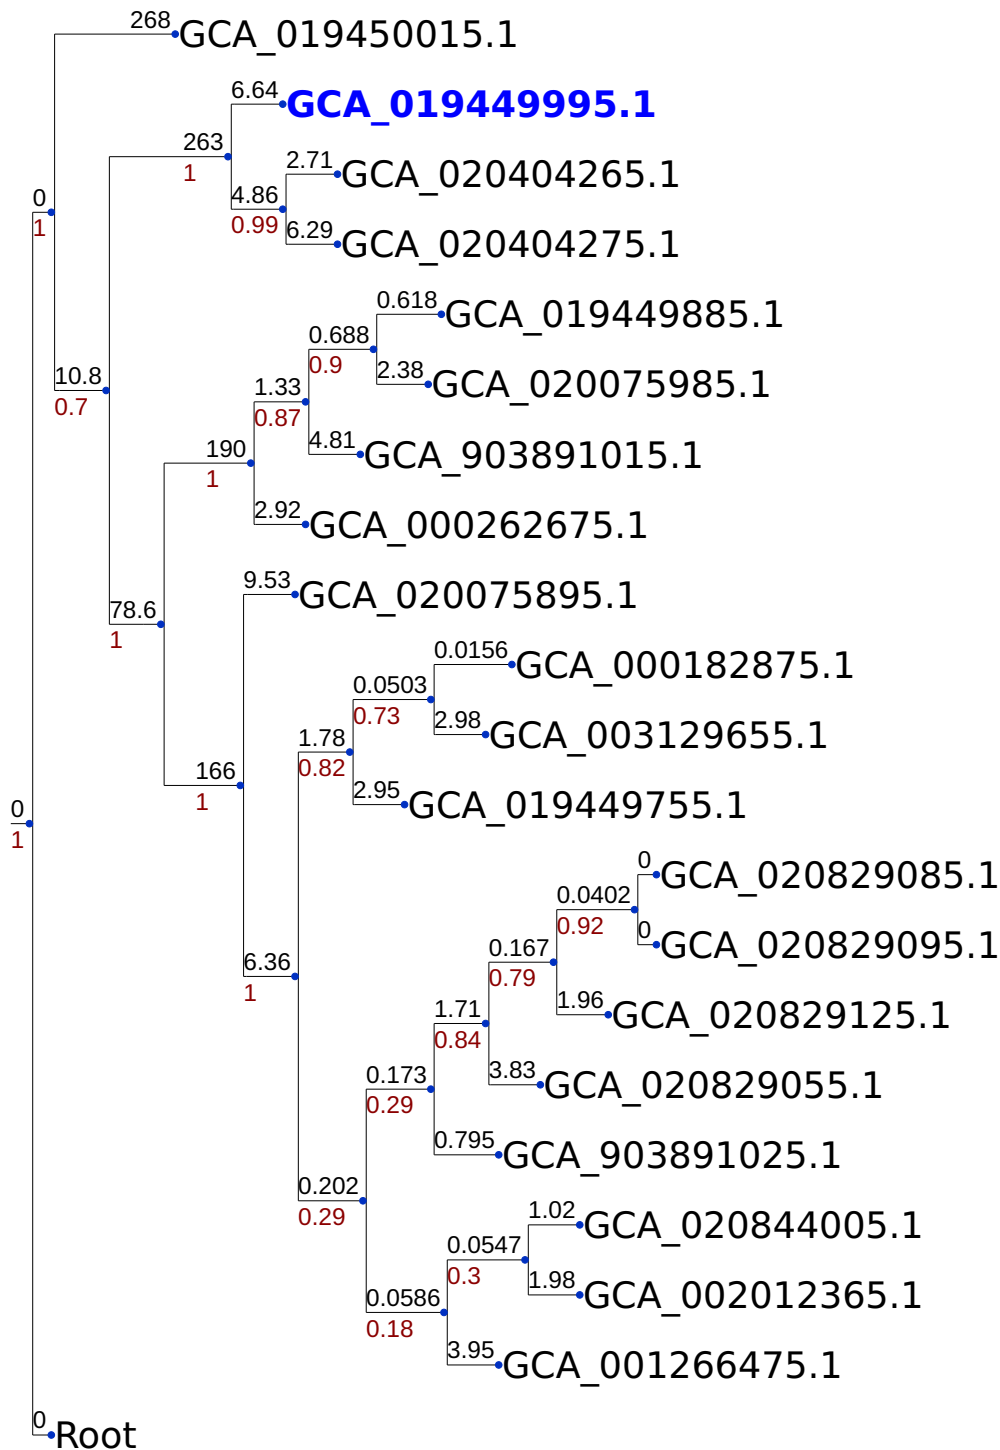 268 GCA_019450015.1
6.64 GCA_019449995.1
263
1
2.71 GCA_020404265.1
4.86
0.99
0
1
6.29 GCA_020404275.1
0.618 GCA_019449885.1
0.688
0.9
10.8
0.7
2.38 GCA_020075985.1
1.33
0.87
190
1
4.81 GCA_903891015.1
2.92 GCA_000262675.1
9.53 GCA_020075895.1
78.6
1
0.0156 GCA_000182875.1
0.0503
0.73
2.98 GCA_003129655.1
1.78
0.82
166
1
2.95 GCA_019449755.1
0
1
0 GCA_020829085.1
0.0402
0.92
0 GCA_020829095.1
0.167
0.79
6.36
1
1.96 GCA_020829125.1
1.71
0.84
3.83 GCA_020829055.1
0.173
0.29
0.795 GCA_903891025.1
0.202
0.29
1.02 GCA_020844005.1
0.0547
0.3
1.98 GCA_002012365.1
0.0586
0.18
3.95 GCA_001266475.1
0 Root